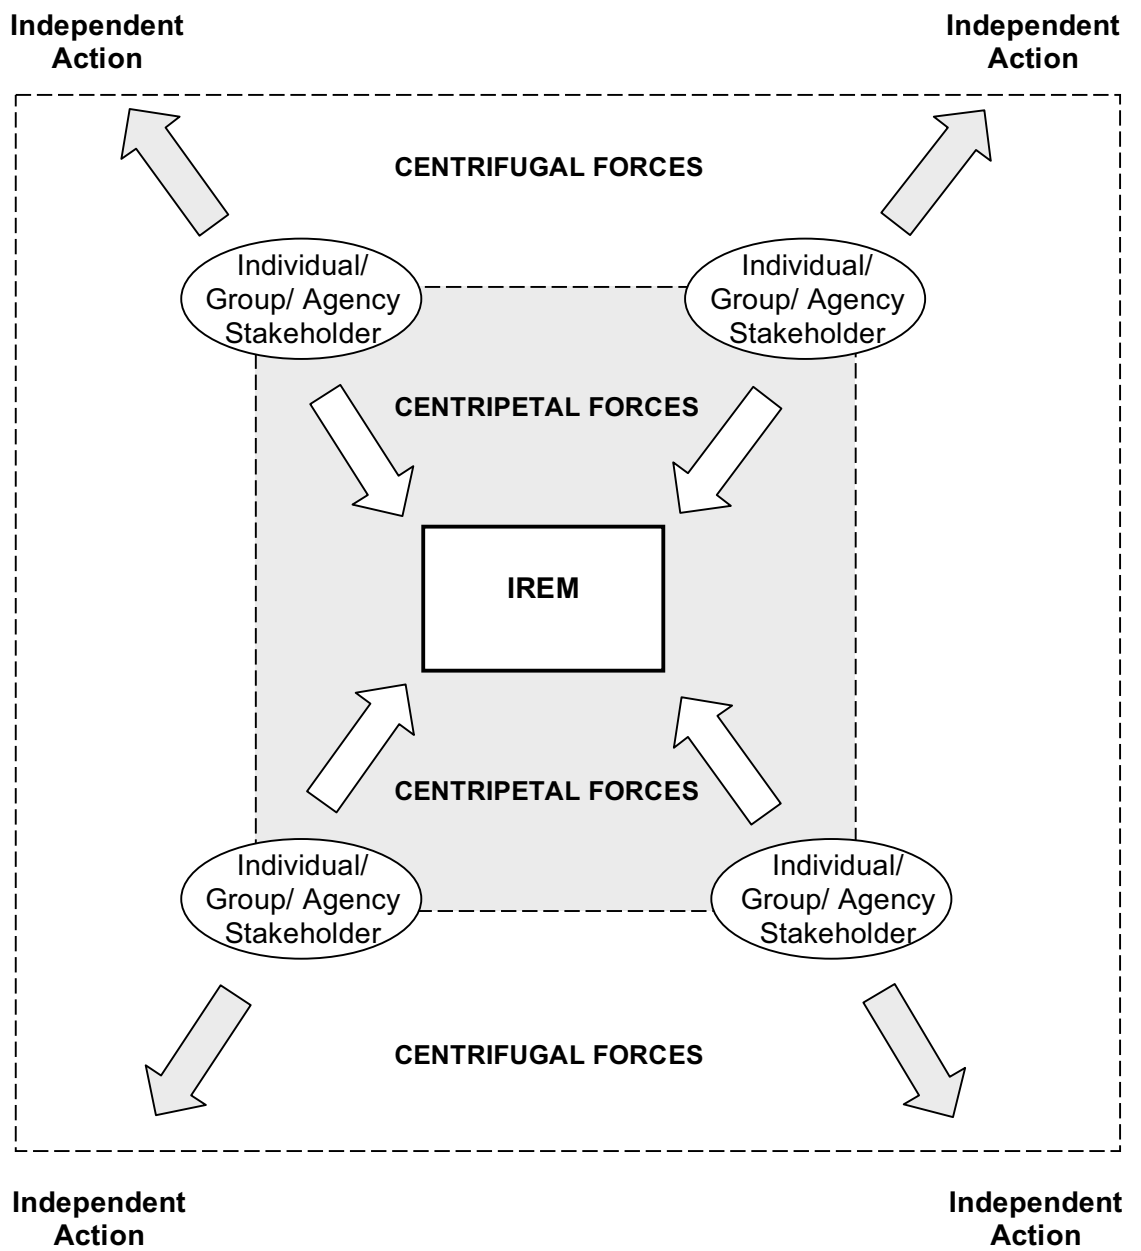 Independent
Action
Independent
Action
CENTRIFUGAL FORCES
Individual/
Group/ Agency
Stakeholder
Individual/
Group/ Agency
Stakeholder
CENTRIPETAL FORCES
IREM
CENTRIPETAL FORCES
Individual/
Group/ Agency
Stakeholder
Individual/
Group/ Agency
Stakeholder
CENTRIFUGAL FORCES
Independent
Action
Independent
Action